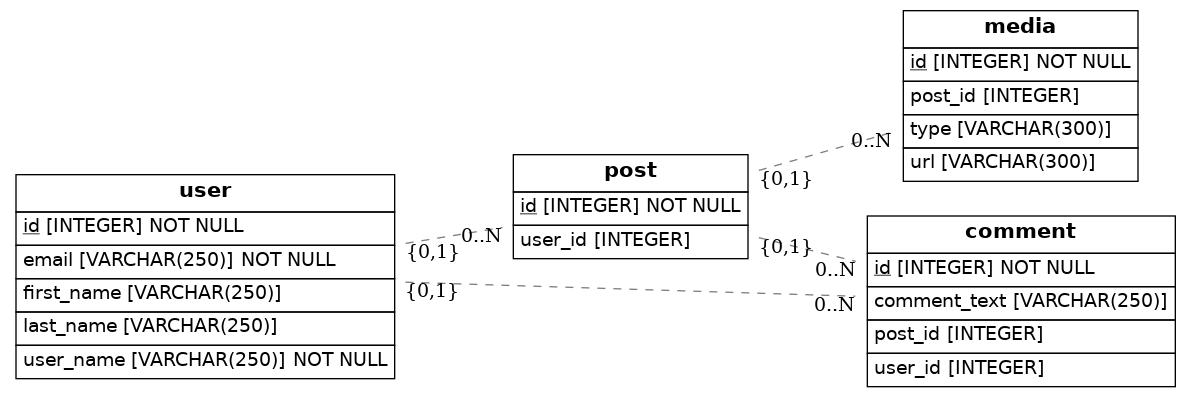 user
id [INTEGER] NOT NULL
email [VARCHAR(250)] NOT NULL
first_name [VARCHAR(250)]
last_name [VARCHAR(250)]
user_name [VARCHAR(250)] NOT NULL
{0,1}
0..N
{0,1}
0..N
post
id [INTEGER] NOT NULL
user_id [INTEGER]
{0,1}
0..N
{0,1}
0..N
media
id [INTEGER] NOT NULL
post_id [INTEGER]
type [VARCHAR(300)]
url [VARCHAR(300)]
comment
id [INTEGER] NOT NULL
comment_text [VARCHAR(250)]
post_id [INTEGER]
user_id [INTEGER]